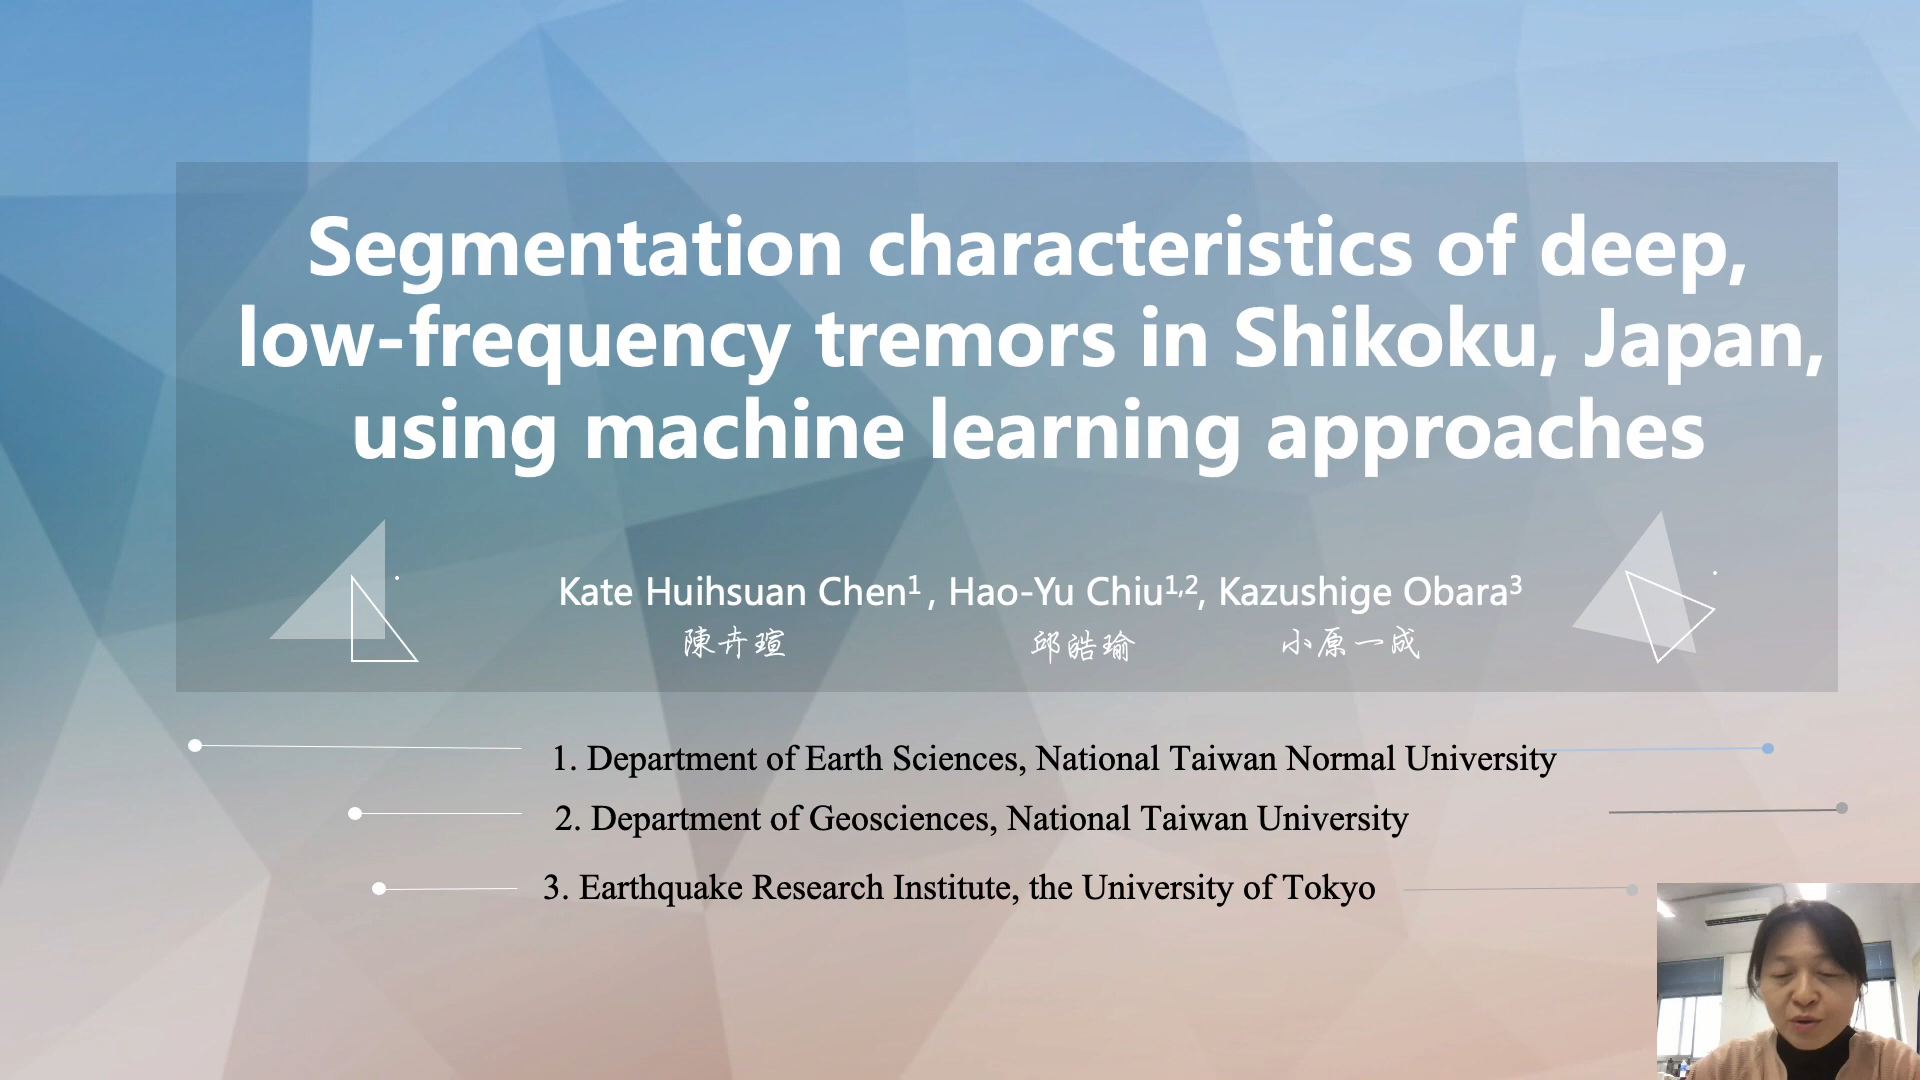 Segmentation characteristics of deep,
low-frequency tremors in Shikoku, Japan,
using machine learning approaches
Kate Huihsuan Chen¹, Hao-Yu Chiu¹,², Kazushige Obara³
陳卉瑄 邱皓瑜 小原一成
1. Department of Earth Sciences, National Taiwan Normal University
2. Department of Geosciences, National Taiwan University
3. Earthquake Research Institute, the University of Tokyo